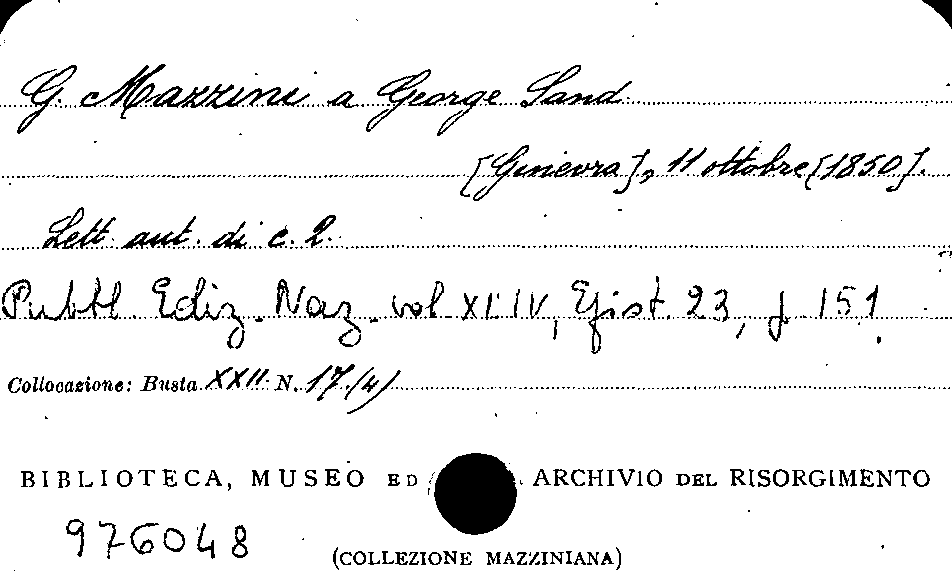 G. Mazzini a George Sand
[Ginevra], 11 ottobre [1850].
Lett. aut. di c. 2.
Pubbl. Ediz. Naz. vol XLIV, Epist. 23, p. 151.
Collocazione: Busta XXII N. 17/(4)
BIBLIOTECA, MUSEO ED ARCHIVIO DEL RISORGIMENTO
976048
(COLLEZIONE MAZZINIANA)